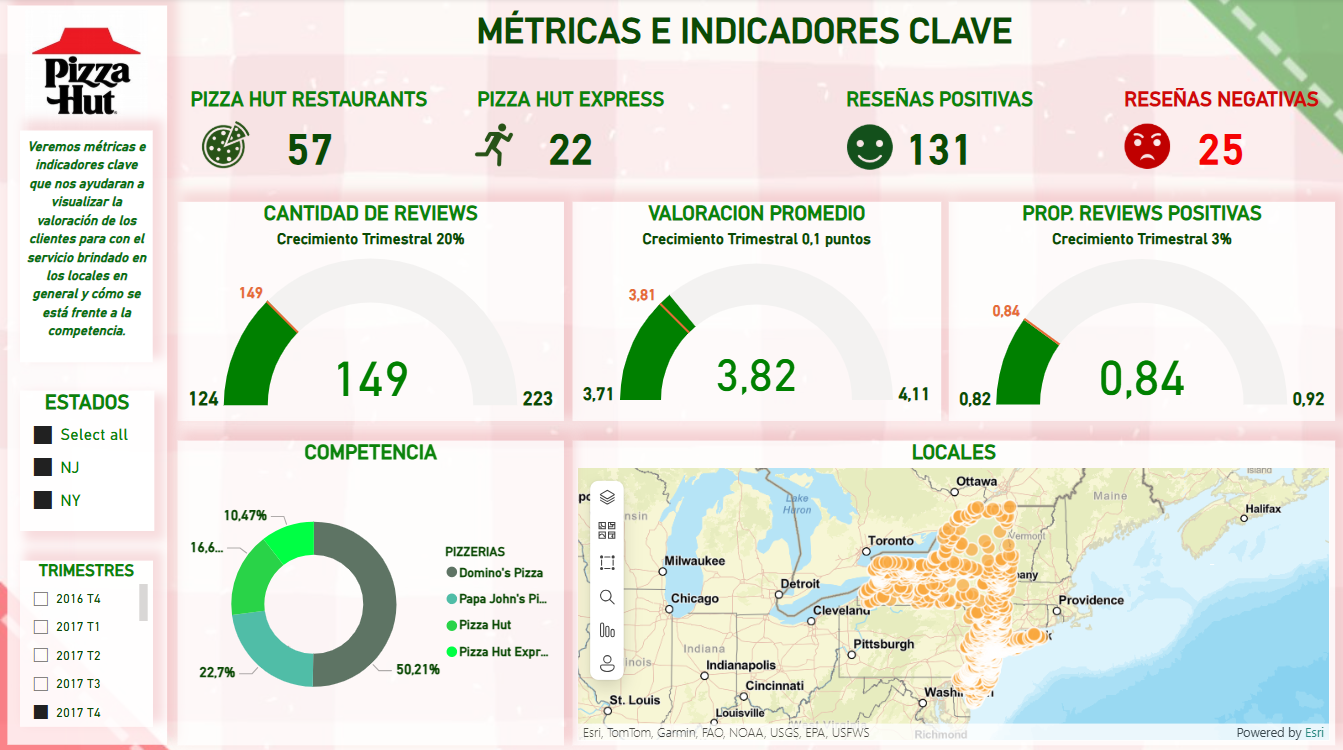 MÉTRICAS E INDICADORES CLAVE
Pizza
Hut
Veremos métricas e
indicadores clave
que nos ayudaran a
visualizar la
valoración de los
clientes para con el
servicio brindado en
los locales en
general y cómo se
está frente a la
competencia.
PIZZA HUT RESTAURANTS
57
PIZZA HUT EXPRESS
22
RESEÑAS POSITIVAS
131
RESEÑAS NEGATIVAS
25
CANTIDAD DE REVIEWS
Crecimiento Trimestral 20%
149
149
124
223
VALORACION PROMEDIO
Crecimiento Trimestral 0,1 puntos
3,81
3,82
3,71
4,11
PROP. REVIEWS POSITIVAS
Crecimiento Trimestral 3%
0,84
0,84
0,82
0,92
ESTADOS
Select all
NJ
NY
TRIMESTRES
2016 T4
2017 T1
2017 T2
2017 T3
2017 T4
COMPETENCIA
10,47%
16,6...
22,7%
50,21%
PIZZERIAS
Domino's Pizza
Papa John's Pi...
Pizza Hut
Pizza Hut Expr...
LOCALES
Ottawa
Island
Maine
Halifax
Lake
Huron
nsin
Vermont
Toronto
Milwaukee
Detroit
any
Chicago
Cleveland
Providence
k
Pittsburgh
Indiana
inois
Indianapolis
Cincinnati
Washin
St. Louis
Louisville
West Virginia
Richmond
Esri, TomTom, Garmin, FAO, NOAA, USGS, EPA, USFWS
Powered by Esri